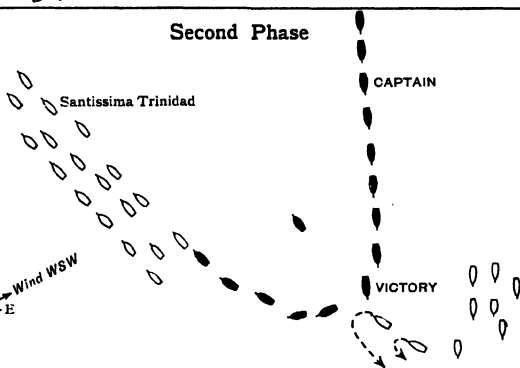 Second Phase
CAPTAIN
Santissima Trinidad
Wind WSW
VICTORY
E